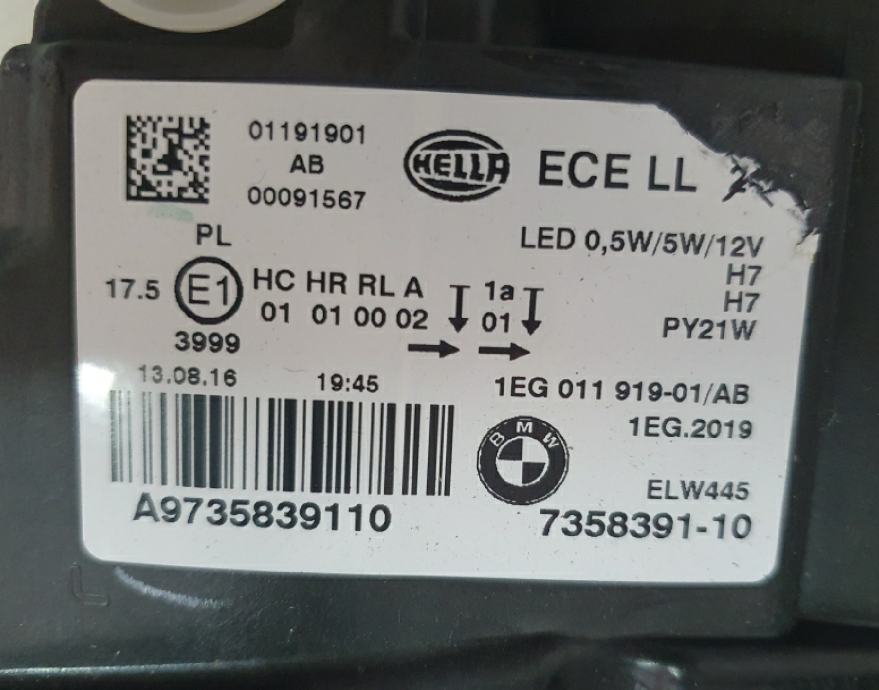 01191901
AB
00091567
HELLA
ECE LL
PL
LED 0,5W/5W/12V
H7
H7
PY21W
17.5 E1 HC HR RL A 1a
01 01 00 02 01
3999
13.08.16 19:45
1EG 011 919-01/AB
1EG.2019
BMW
ELW445
A9735839110
7358391-10
L